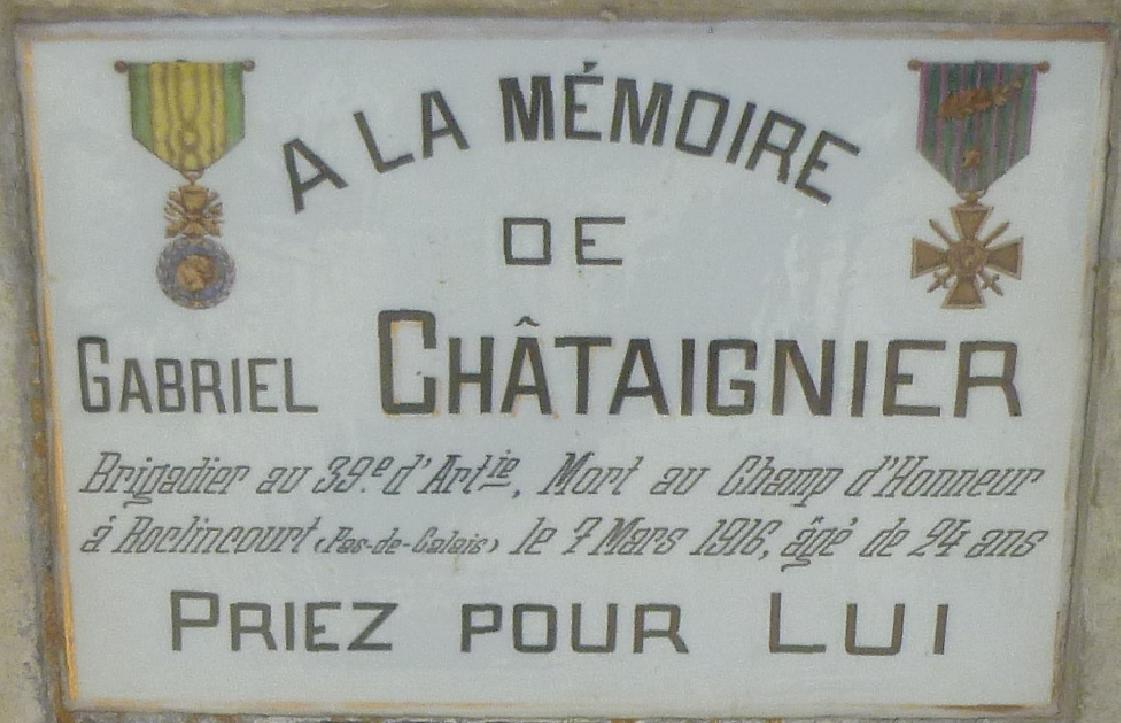 A LA MÉMOIRE
DE
GABRIEL CHÂTAIGNIER
Brigadier au 39.e d'Artie, Mort au Champ d'Honneur
à Roclincourt (Pas-de-Calais) le 7 Mars 1916, âgé de 24 ans
PRIEZ POUR LUI